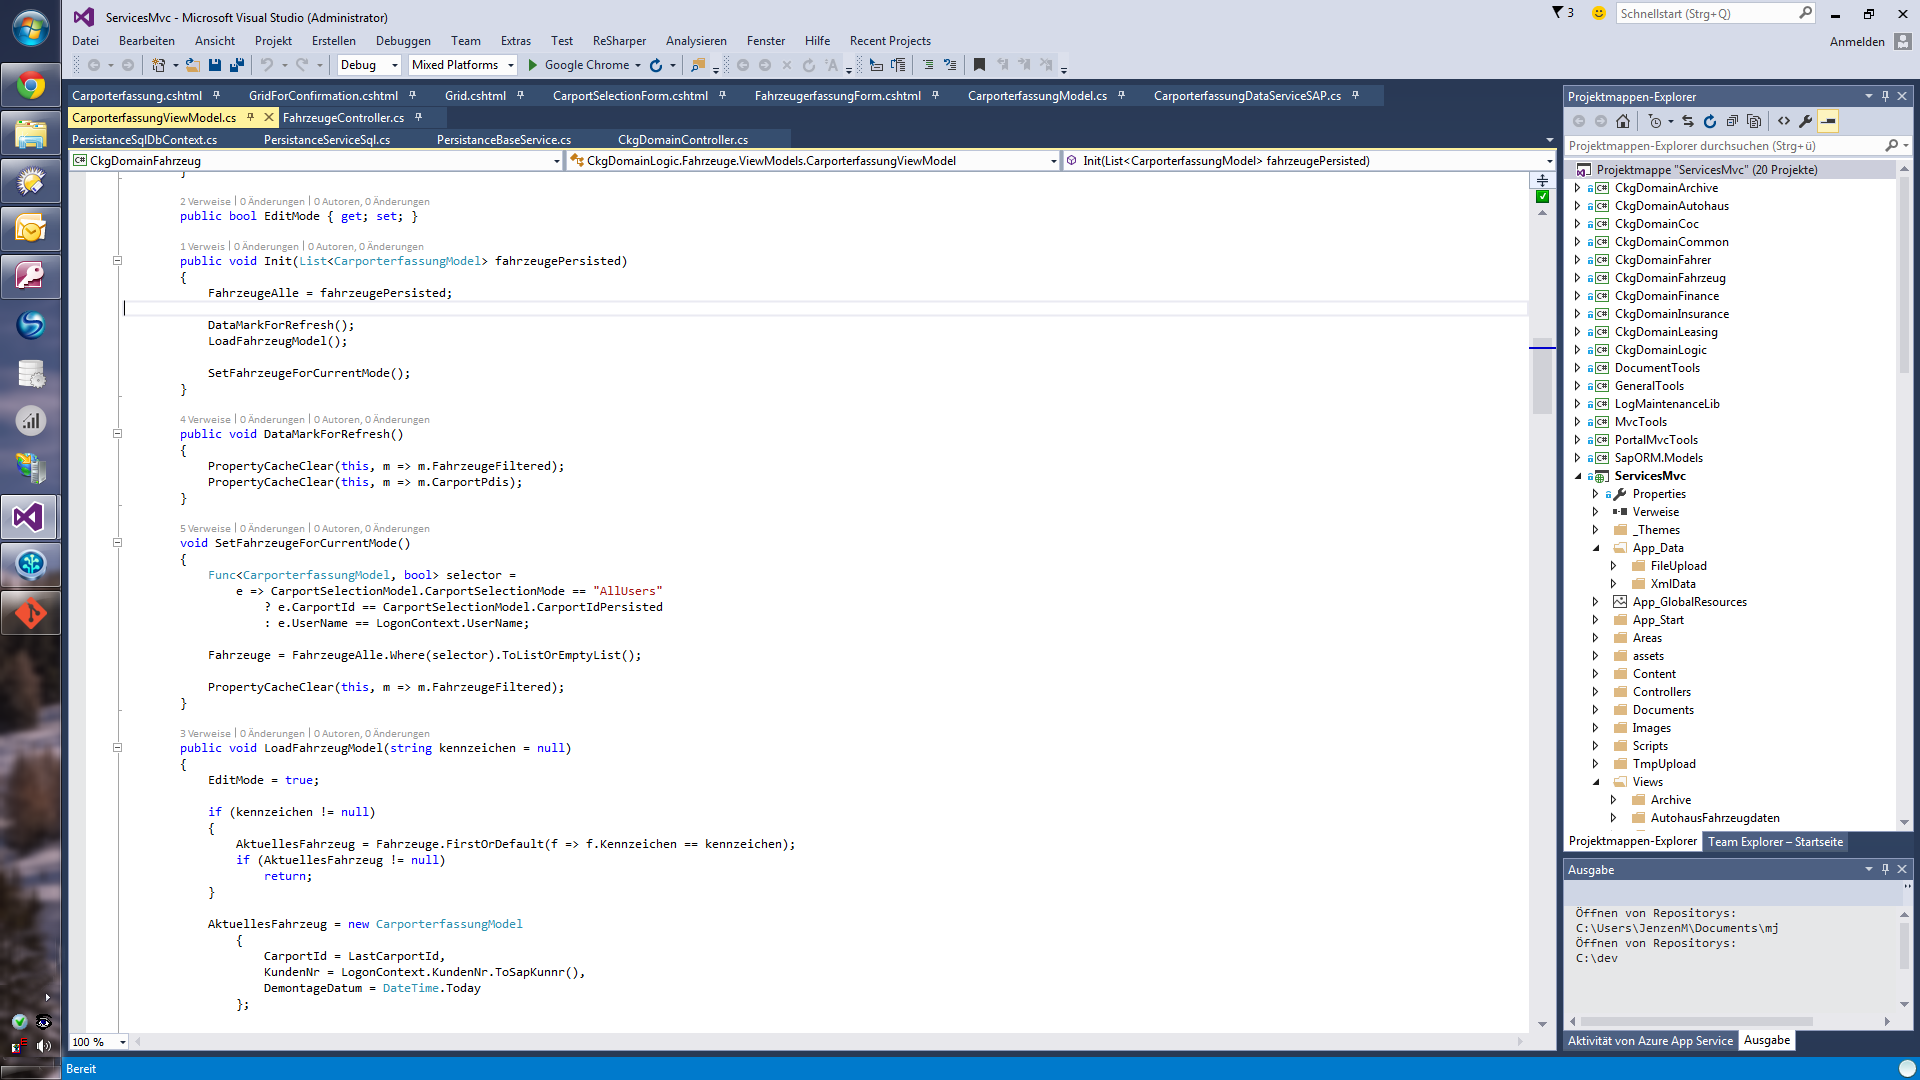 ServicesMvc - Microsoft Visual Studio (Administrator)
3
Schnellstart (Strg+Q)
Datei Bearbeiten Ansicht Projekt Erstellen Debuggen Team Extras Test ReSharper Analysieren Fenster Hilfe Recent Projects
Anmelden
Debug Mixed Platforms Google Chrome
Carporterfassung.cshtml GridForConfirmation.cshtml Grid.cshtml CarportSelectionForm.cshtml FahrzeugerfassungForm.cshtml CarporterfassungModel.cs CarporterfassungDataServiceSAP.cs
CarporterfassungViewModel.cs FahrzeugeController.cs
PersistanceSqlDbContext.cs PersistanceServiceSql.cs PersistanceBaseService.cs CkgDomainController.cs
CkgDomainFahrzeug CkgDomainLogic.Fahrzeuge.ViewModels.CarporterfassungViewModel Init(List<CarporterfassungModel> fahrzeugePersisted)
}
2 Verweise | 0 Änderungen | 0 Autoren, 0 Änderungen
public bool EditMode { get; set; }
1 Verweis | 0 Änderungen | 0 Autoren, 0 Änderungen
public void Init(List<CarporterfassungModel> fahrzeugePersisted)
{
FahrzeugeAlle = fahrzeugePersisted;
DataMarkForRefresh();
LoadFahrzeugModel();
SetFahrzeugeForCurrentMode();
}
4 Verweise | 0 Änderungen | 0 Autoren, 0 Änderungen
public void DataMarkForRefresh()
{
PropertyCacheClear(this, m => m.FahrzeugeFiltered);
PropertyCacheClear(this, m => m.CarportPdis);
}
5 Verweise | 0 Änderungen | 0 Autoren, 0 Änderungen
void SetFahrzeugeForCurrentMode()
{
Func<CarporterfassungModel, bool> selector =
e => CarportSelectionModel.CarportSelectionMode == "AllUsers"
? e.CarportId == CarportSelectionModel.CarportIdPersisted
: e.UserName == LogonContext.UserName;
Fahrzeuge = FahrzeugeAlle.Where(selector).ToListOrEmptyList();
PropertyCacheClear(this, m => m.FahrzeugeFiltered);
}
3 Verweise | 0 Änderungen | 0 Autoren, 0 Änderungen
public void LoadFahrzeugModel(string kennzeichen = null)
{
EditMode = true;
if (kennzeichen != null)
{
AktuellesFahrzeug = Fahrzeuge.FirstOrDefault(f => f.Kennzeichen == kennzeichen);
if (AktuellesFahrzeug != null)
return;
}
AktuellesFahrzeug = new CarporterfassungModel
{
CarportId = LastCarportId,
KundenNr = LogonContext.KundenNr.ToSapKunnr(),
DemontageDatum = DateTime.Today
};
100 %
Bereit
Projektmappen-Explorer
Projektmappen-Explorer durchsuchen (Strg+ü)
Projektmappe "ServicesMvc" (20 Projekte)
CkgDomainArchive
CkgDomainAutohaus
CkgDomainCoc
CkgDomainCommon
CkgDomainFahrer
CkgDomainFahrzeug
CkgDomainFinance
CkgDomainInsurance
CkgDomainLeasing
CkgDomainLogic
DocumentTools
GeneralTools
LogMaintenanceLib
MvcTools
PortalMvcTools
SapORM.Models
ServicesMvc
Properties
Verweise
_Themes
App_Data
FileUpload
XmlData
App_GlobalResources
App_Start
Areas
assets
Content
Controllers
Documents
Images
Scripts
TmpUpload
Views
Archive
AutohausFahrzeugdaten
Projektmappen-Explorer Team Explorer – Startseite
Ausgabe
Öffnen von Repositorys:
C:\Users\JenzenM\Documents\mj
Öffnen von Repositorys:
C:\dev
Aktivität von Azure App Service Ausgabe